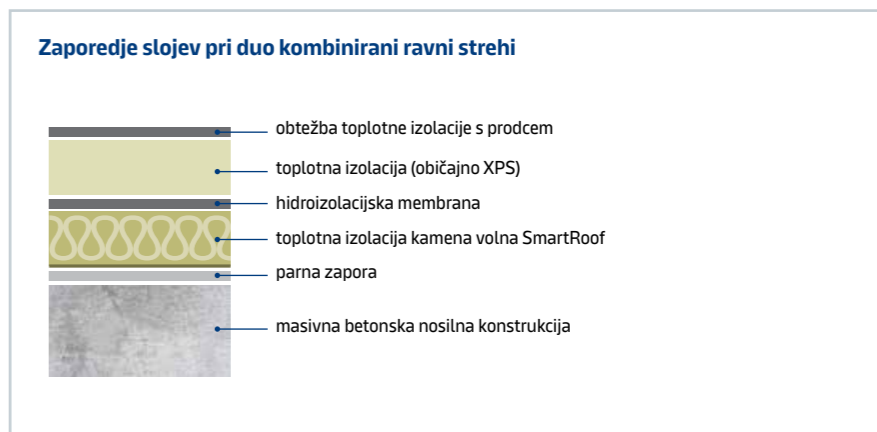 Zaporedje slojev pri duo kombinirani ravni strehi
obtežba toplotne izolacije s prodcem
toplotna izolacija (običajno XPS)
hidroizolacijska membrana
toplotna izolacija kamena volna SmartRoof
parna zapora
masivna betonska nosilna konstrukcija